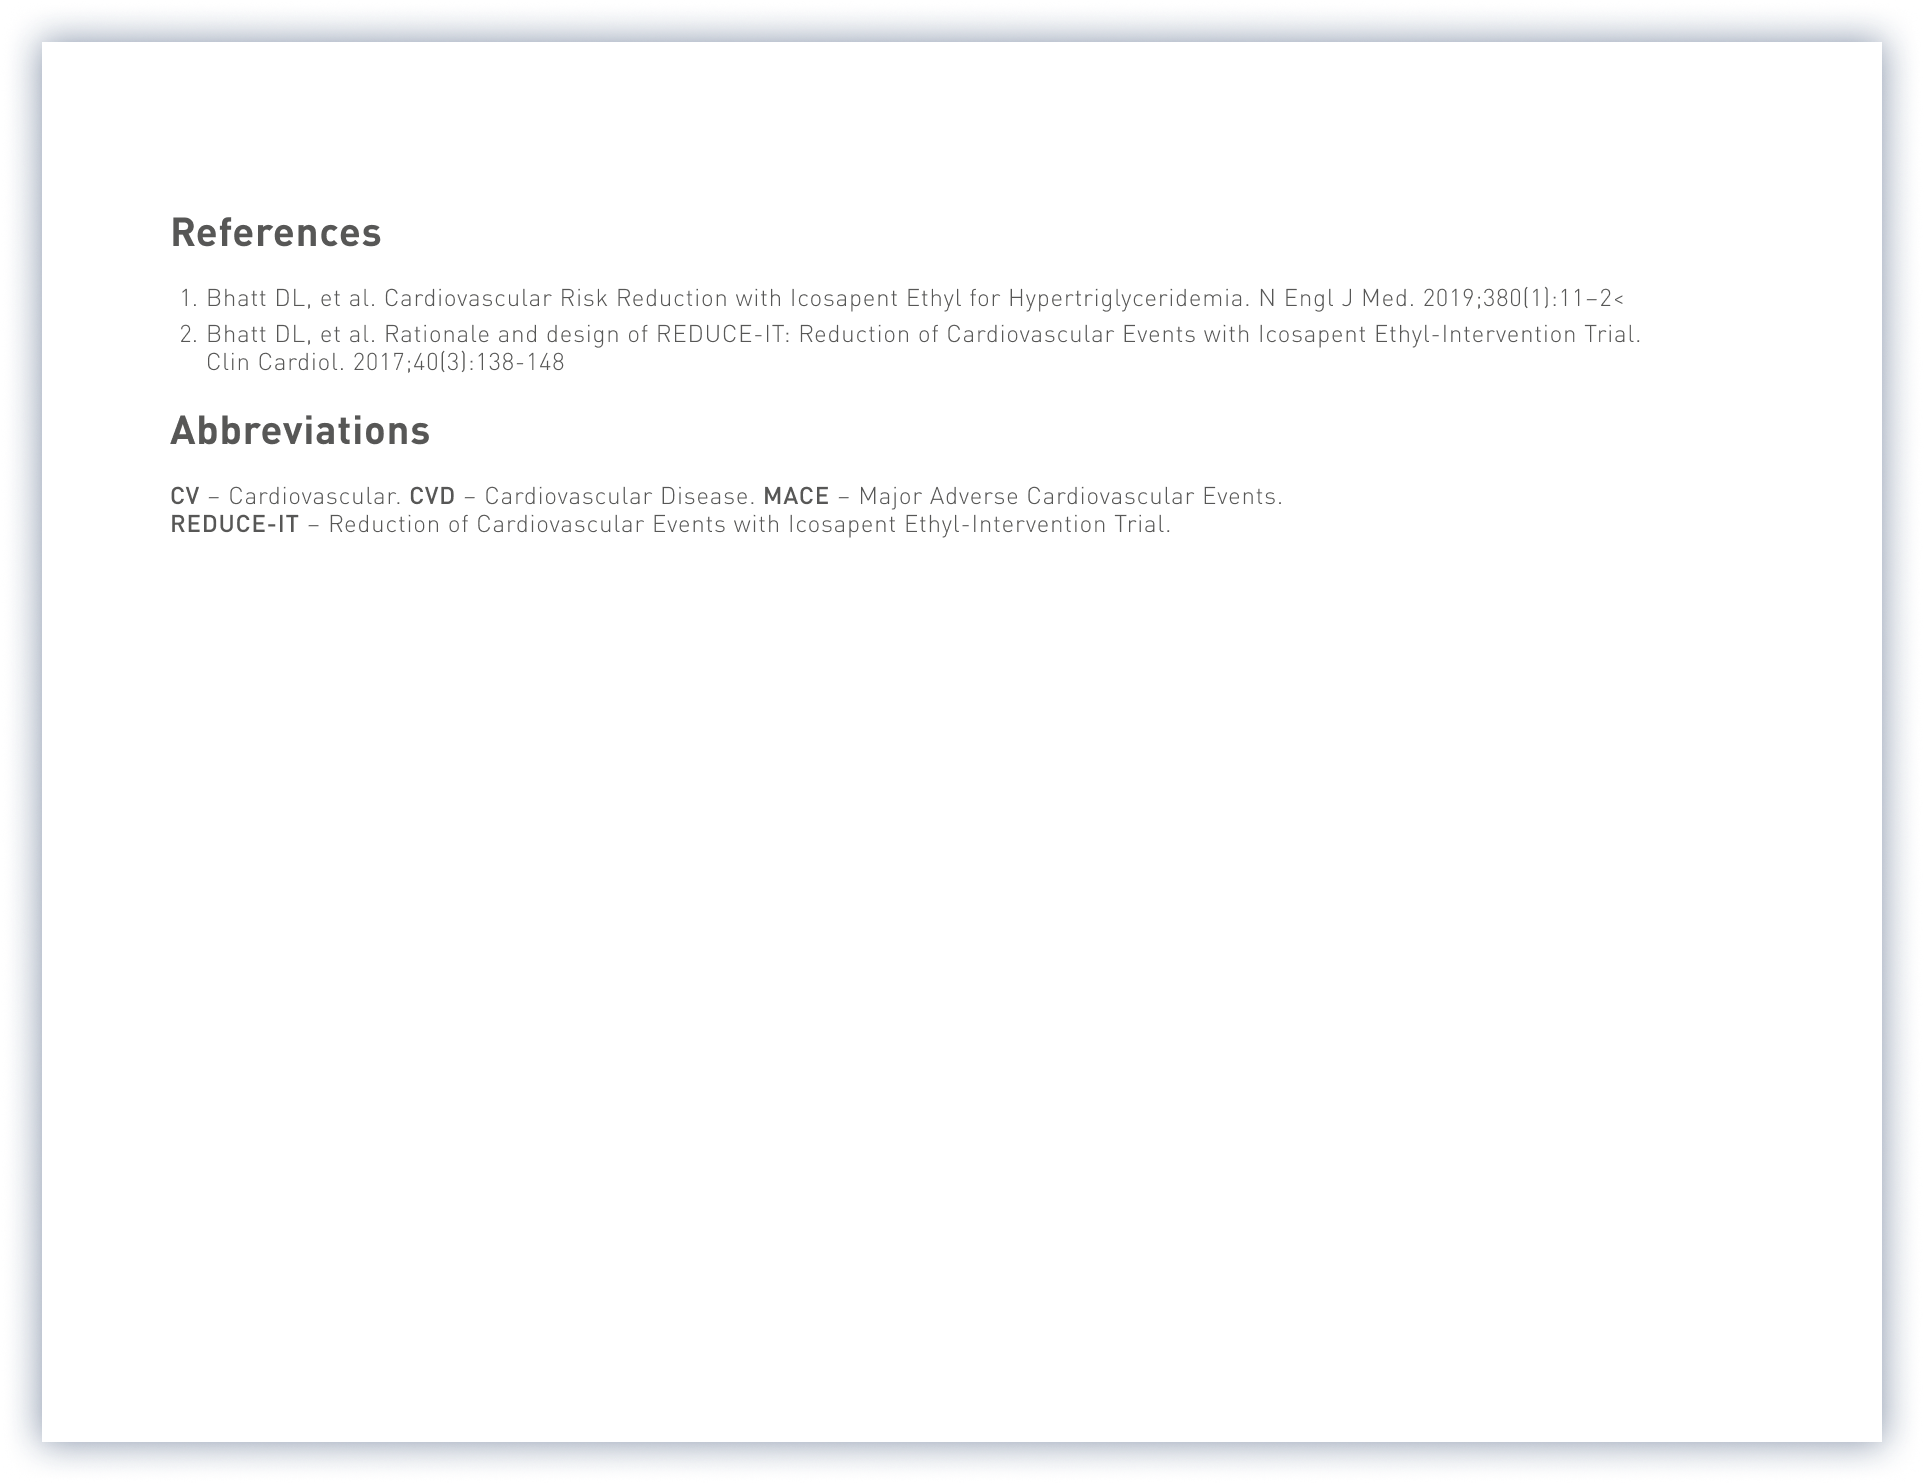 References
1. Bhatt DL, et al. Cardiovascular Risk Reduction with Icosapent Ethyl for Hypertriglyceridemia. N Engl J Med. 2019;380(1):11–2<
2. Bhatt DL, et al. Rationale and design of REDUCE-IT: Reduction of Cardiovascular Events with Icosapent Ethyl-Intervention Trial.
Clin Cardiol. 2017;40(3):138-148
Abbreviations
CV – Cardiovascular. CVD – Cardiovascular Disease. MACE – Major Adverse Cardiovascular Events.
REDUCE-IT – Reduction of Cardiovascular Events with Icosapent Ethyl-Intervention Trial.